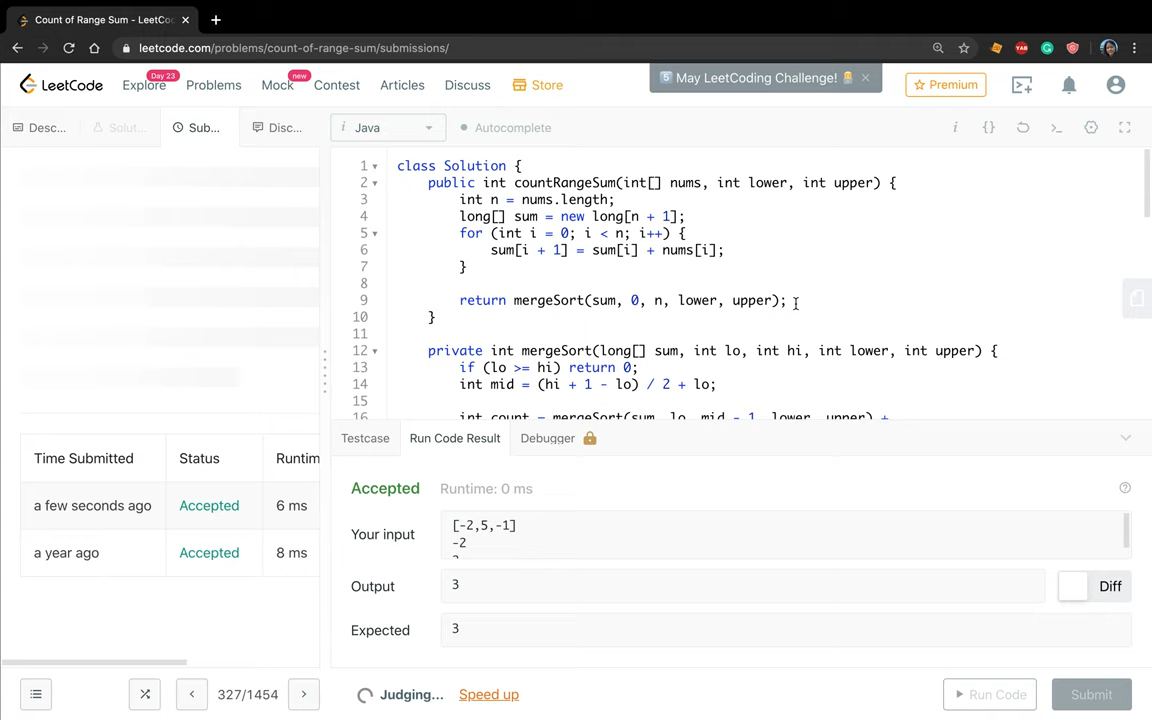 Count of Range Sum - LeetCo
leetcode.com/problems/count-of-range-sum/submissions/
YAB
LeetCode
Explore
Day 23
Problems
Mock
new
Contest
Articles
Discuss
Store
5 May LeetCoding Challenge!
Premium
Desc...
Solut...
Sub...
Disc...
i Java
Autocomplete
i {}
1 class Solution {
2 public int countRangeSum(int[] nums, int lower, int upper) {
3 int n = nums.length;
4 long[] sum = new long[n + 1];
5 for (int i = 0; i < n; i++) {
6 sum[i + 1] = sum[i] + nums[i];
7 }
8
9 return mergeSort(sum, 0, n, lower, upper);
10 }
11
12 private int mergeSort(long[] sum, int lo, int hi, int lower, int upper) {
13 if (lo >= hi) return 0;
14 int mid = (hi + 1 - lo) / 2 + lo;
15
16 int count = mergeSort(sum, lo, mid - 1, lower, upper) +
Testcase
Run Code Result
Debugger
Accepted
Runtime: 0 ms
Your input
[-2,5,-1]
-2
Output
3
Diff
Expected
3
Time Submitted Status Runtim
a few seconds ago Accepted 6 ms
a year ago Accepted 8 ms
327/1454
Judging...
Speed up
Run Code
Submit